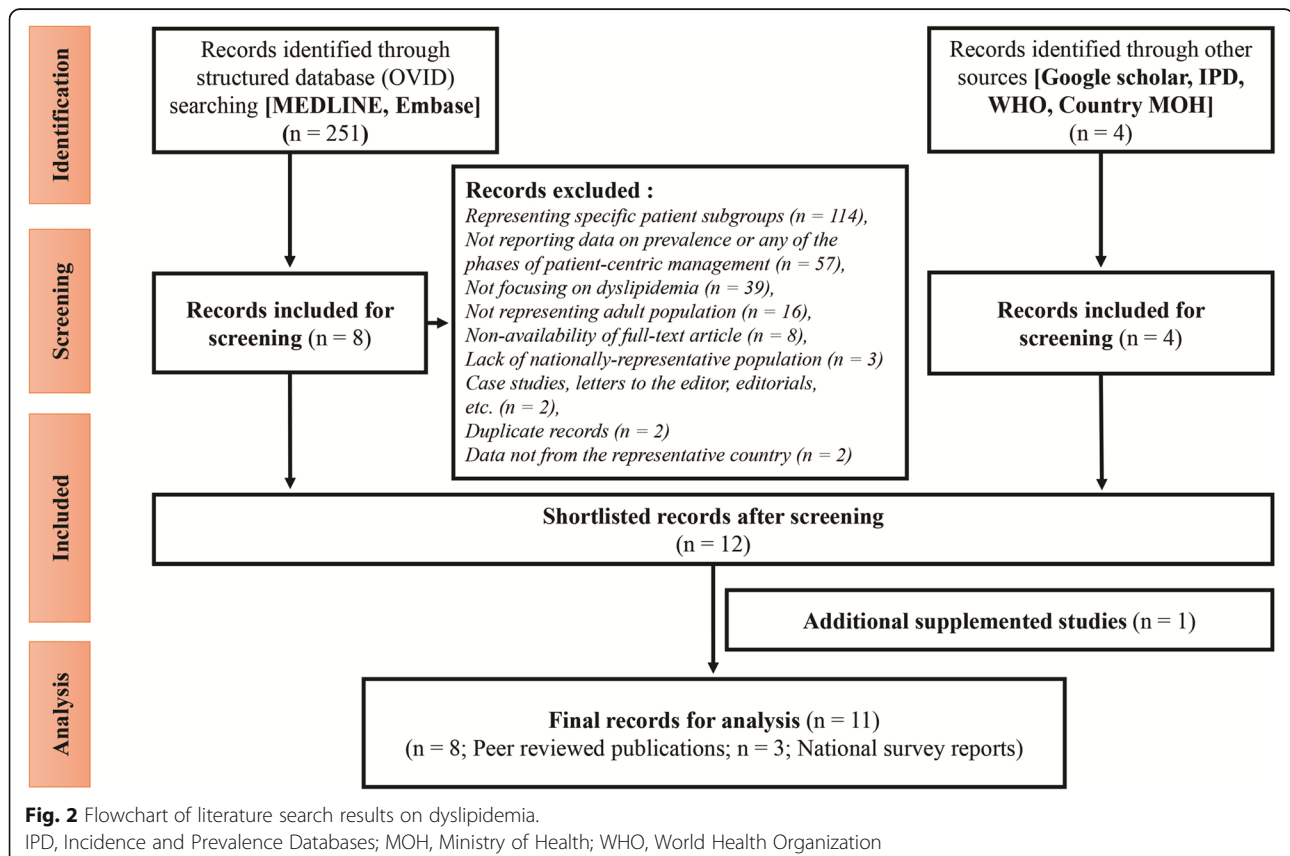 Identification
Records identified through
structured database (OVID)
searching [MEDLINE, Embase]
(n = 251)
Records identified through other
sources [Google scholar, IPD,
WHO, Country MOH]
(n = 4)
Screening
Records included for
screening (n = 8)
Records excluded :
Representing specific patient subgroups (n = 114),
Not reporting data on prevalence or any of the
phases of patient-centric management (n = 57),
Not focusing on dyslipidemia (n = 39),
Not representing adult population (n = 16),
Non-availability of full-text article (n = 8),
Lack of nationally-representative population (n = 3)
Case studies, letters to the editor, editorials,
etc. (n = 2),
Duplicate records (n = 2)
Data not from the representative country (n = 2)
Records included for
screening (n = 4)
Included
Shortlisted records after screening
(n = 12)
Additional supplemented studies (n = 1)
Analysis
Final records for analysis (n = 11)
(n = 8; Peer reviewed publications; n = 3; National survey reports)
Fig. 2 Flowchart of literature search results on dyslipidemia.
IPD, Incidence and Prevalence Databases; MOH, Ministry of Health; WHO, World Health Organization